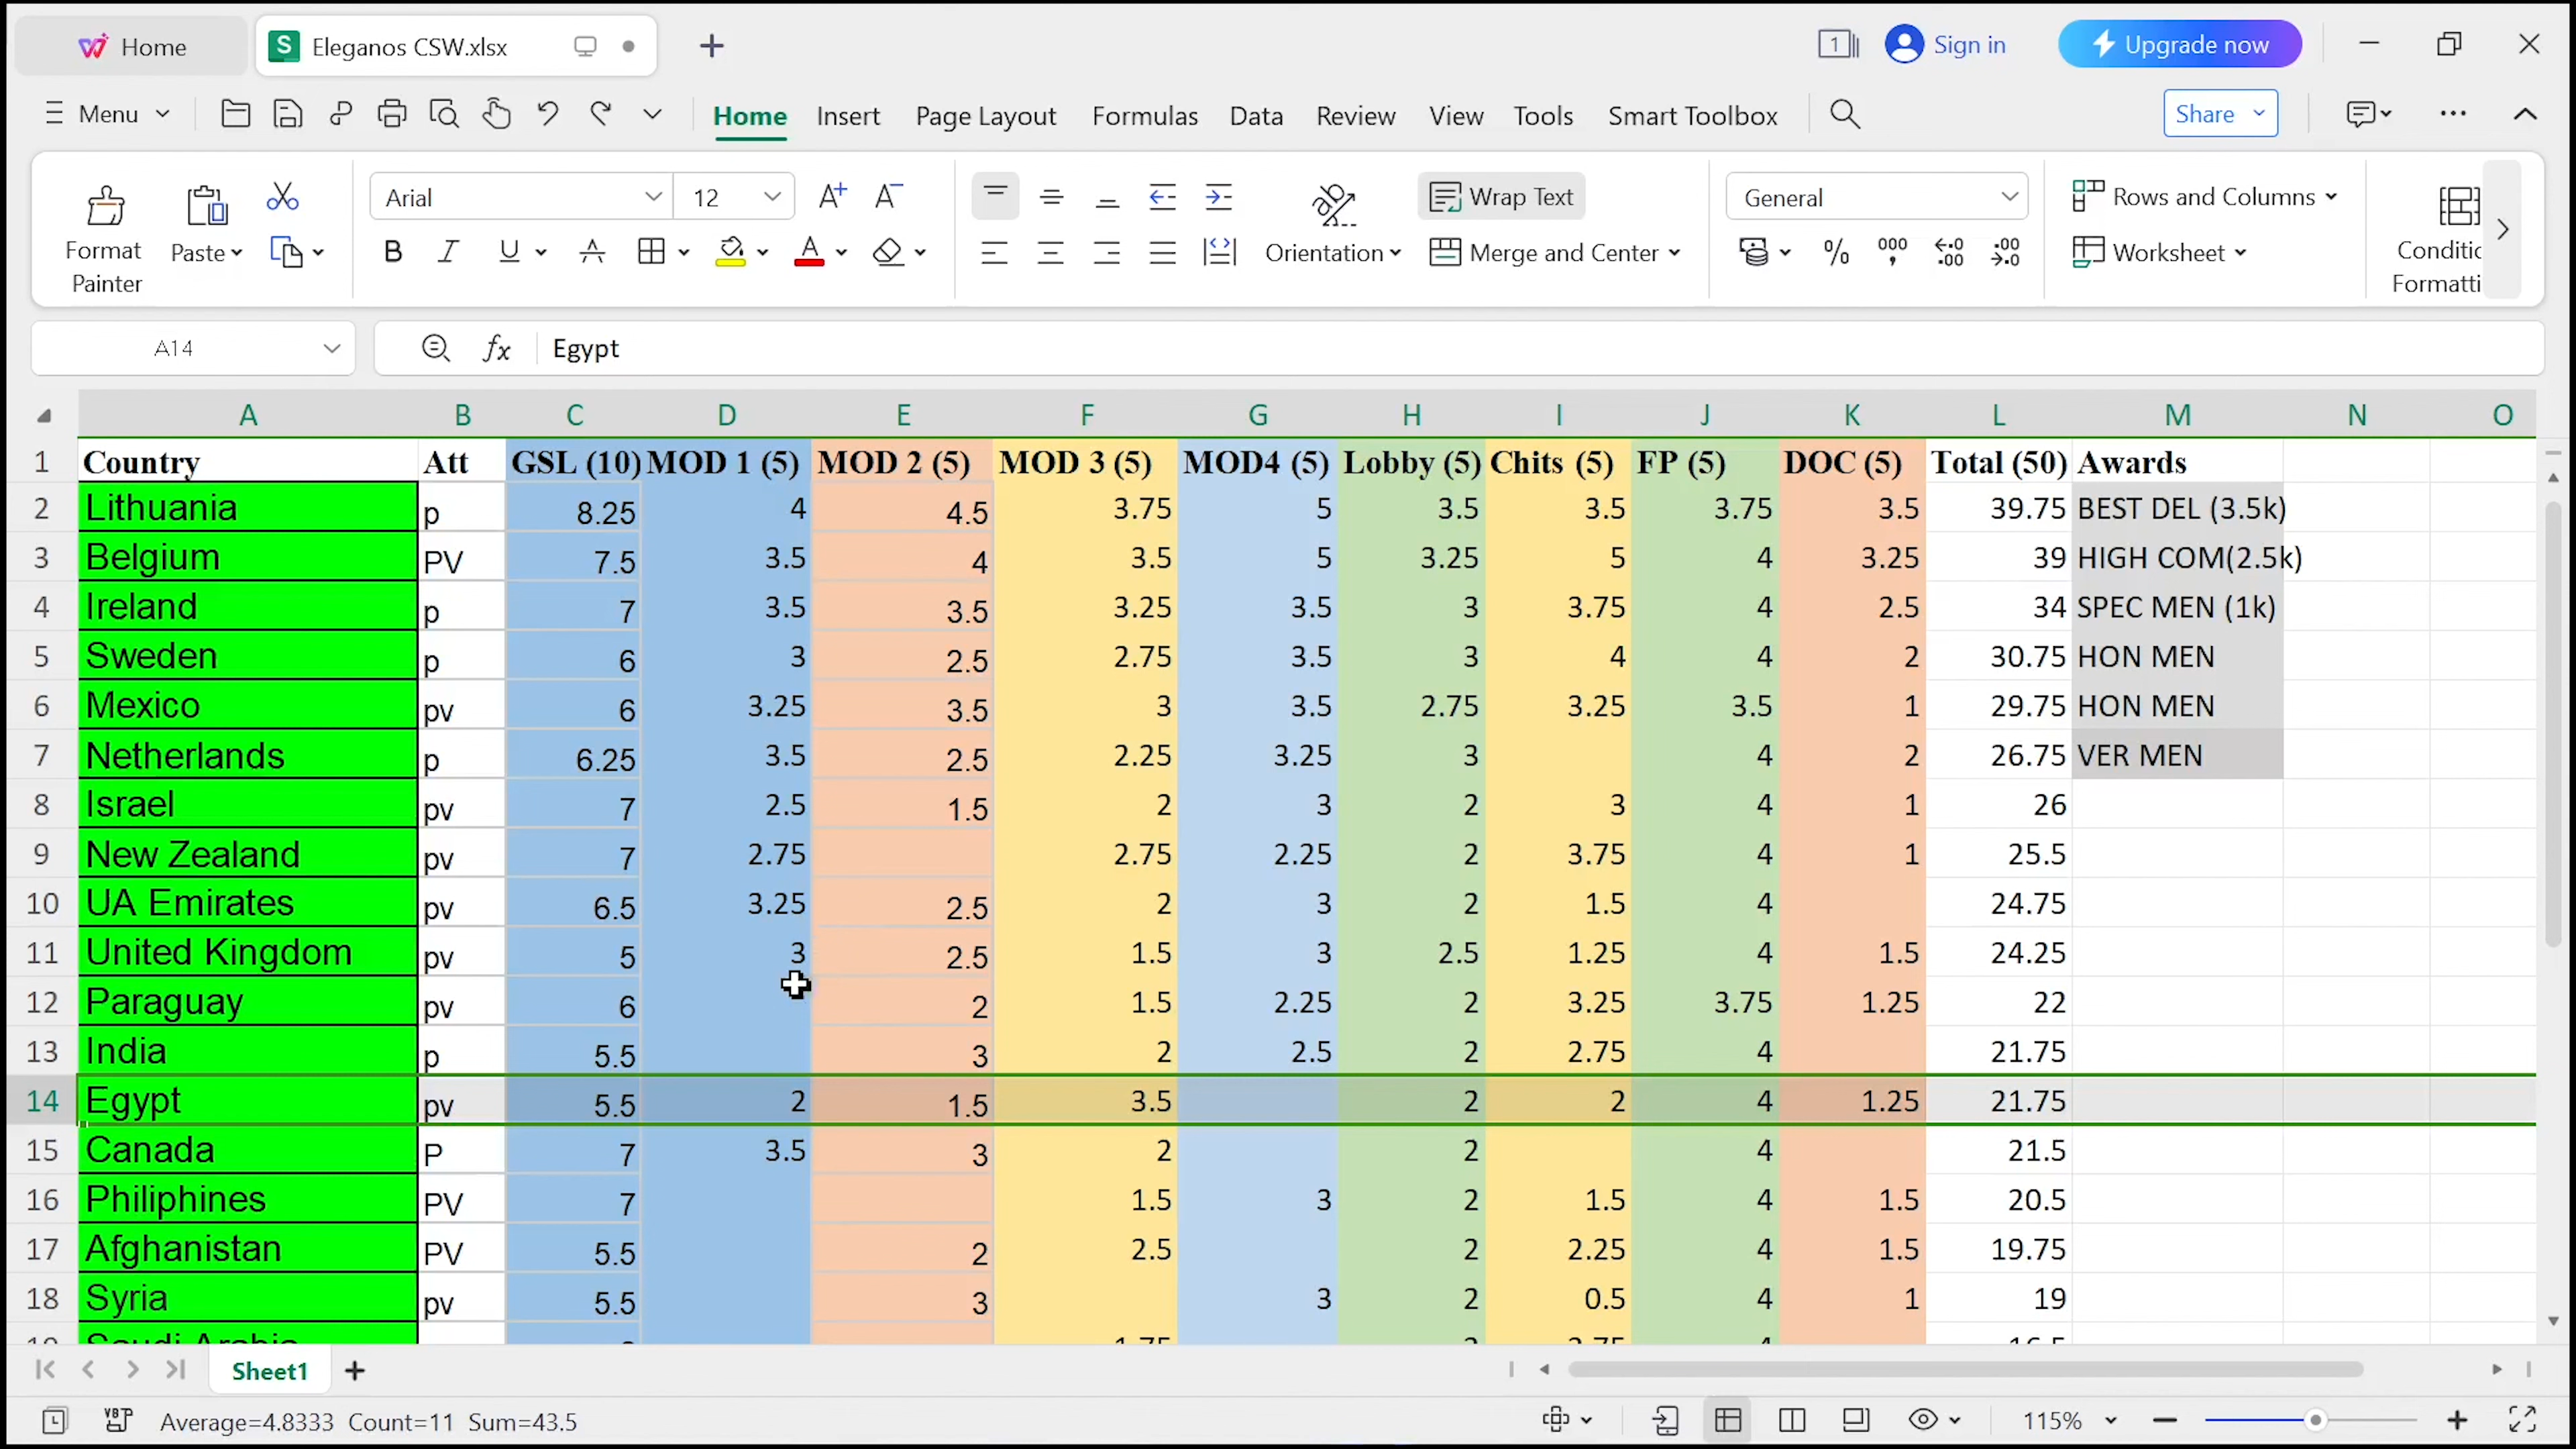 Home
Eleganos CSW.xlsx
1
Sign in
Upgrade now
Menu
Home Insert Page Layout Formulas Data Review View Tools Smart Toolbox
Share
Format Painter
Paste
Arial
12
Wrap Text
Orientation
Merge and Center
General
Rows and Columns
Worksheet
Conditic
Formatti
A14
fx
Egypt
A B C D E F G H I J K L M N O
1 Country Att GSL (10) MOD 1 (5) MOD 2 (5) MOD 3 (5) MOD4 (5) Lobby (5) Chits (5) FP (5) DOC (5) Total (50) Awards
2 Lithuania p 8.25 4 4.5 3.75 5 3.5 3.5 3.75 3.5 39.75 BEST DEL (3.5k)
3 Belgium PV 7.5 3.5 4 3.5 5 3.25 5 4 3.25 39 HIGH COM(2.5k)
4 Ireland p 7 3.5 3.5 3.25 3.5 3 3.75 4 2.5 34 SPEC MEN (1k)
5 Sweden p 6 3 2.5 2.75 3.5 3 4 4 2 30.75 HON MEN
6 Mexico pv 6 3.25 3.5 3 3.5 2.75 3.25 3.5 1 29.75 HON MEN
7 Netherlands p 6.25 3.5 2.5 2.25 3.25 3 4 2 26.75 VER MEN
8 Israel pv 7 2.5 1.5 2 3 2 3 4 1 26
9 New Zealand pv 7 2.75 2.75 2.25 2 3.75 4 1 25.5
10 UA Emirates pv 6.5 3.25 2.5 2 3 2 1.5 4 24.75
11 United Kingdom pv 5 3 2.5 1.5 3 2.5 1.25 4 1.5 24.25
12 Paraguay pv 6 2 1.5 2.25 2 3.25 3.75 1.25 22
13 India p 5.5 3 2 2.5 2 2.75 4 21.75
14 Egypt pv 5.5 2 1.5 3.5 2 2 4 1.25 21.75
15 Canada P 7 3.5 3 2 2 4 21.5
16 Philiphines PV 7 1.5 3 2 1.5 4 1.5 20.5
17 Afghanistan PV 5.5 2 2.5 2 2.25 4 1.5 19.75
18 Syria pv 5.5 3 3 2 0.5 4 1 19
Saudi Arabia
Sheet1
Average=4.8333 Count=11 Sum=43.5
115%